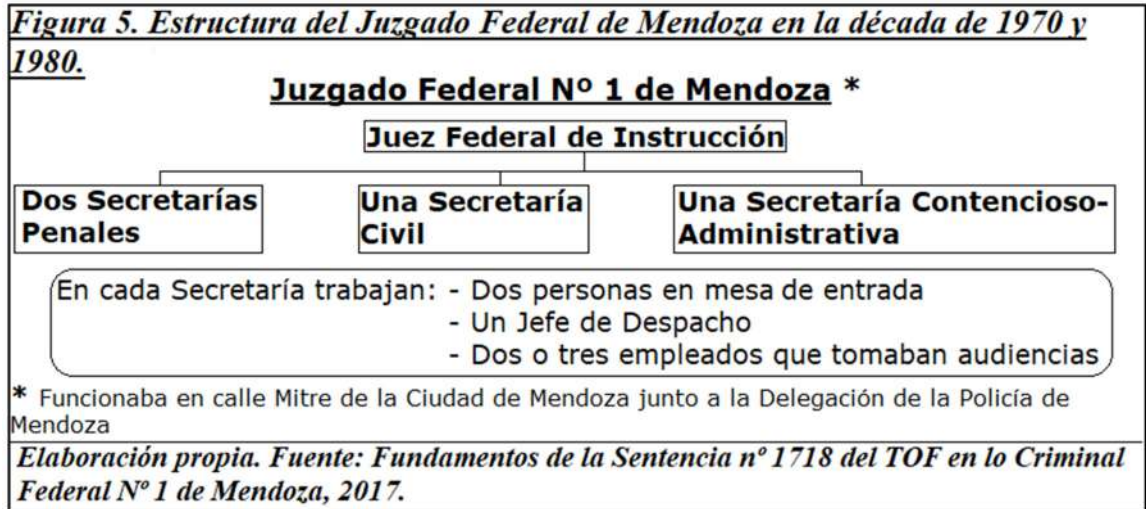 Figura 5. Estructura del Juzgado Federal de Mendoza en la década de 1970 y
1980.
Juzgado Federal Nº 1 de Mendoza *
Juez Federal de Instrucción
Dos Secretarías
Penales
Una Secretaría
Civil
Una Secretaría Contencioso-
Administrativa
En cada Secretaría trabajan: - Dos personas en mesa de entrada
- Un Jefe de Despacho
- Dos o tres empleados que tomaban audiencias
* Funcionaba en calle Mitre de la Ciudad de Mendoza junto a la Delegación de la Policía de
Mendoza
Elaboración propia. Fuente: Fundamentos de la Sentencia nº 1718 del TOF en lo Criminal
Federal Nº 1 de Mendoza, 2017.